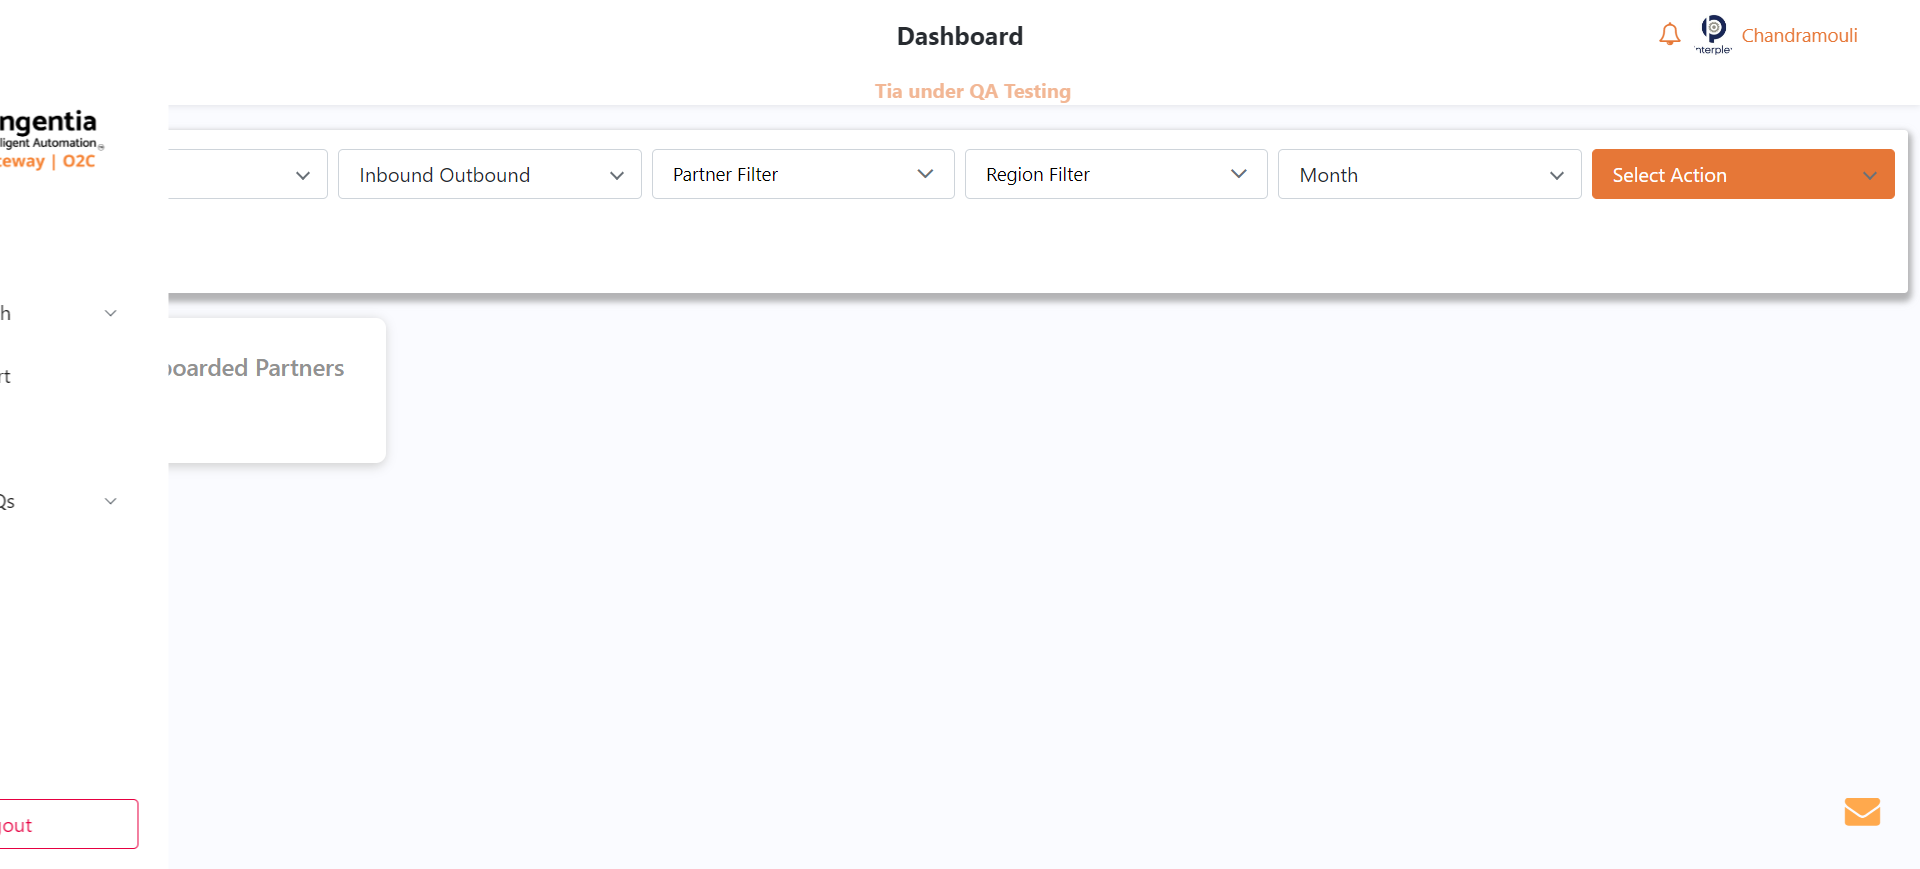 Dashboard
Chandramouli
Tia under QA Testing
ngentia
lligent Automation
eway | O2C
Inbound Outbound
Partner Filter
Region Filter
Month
Select Action
h
oarded Partners
rt
Qs
out